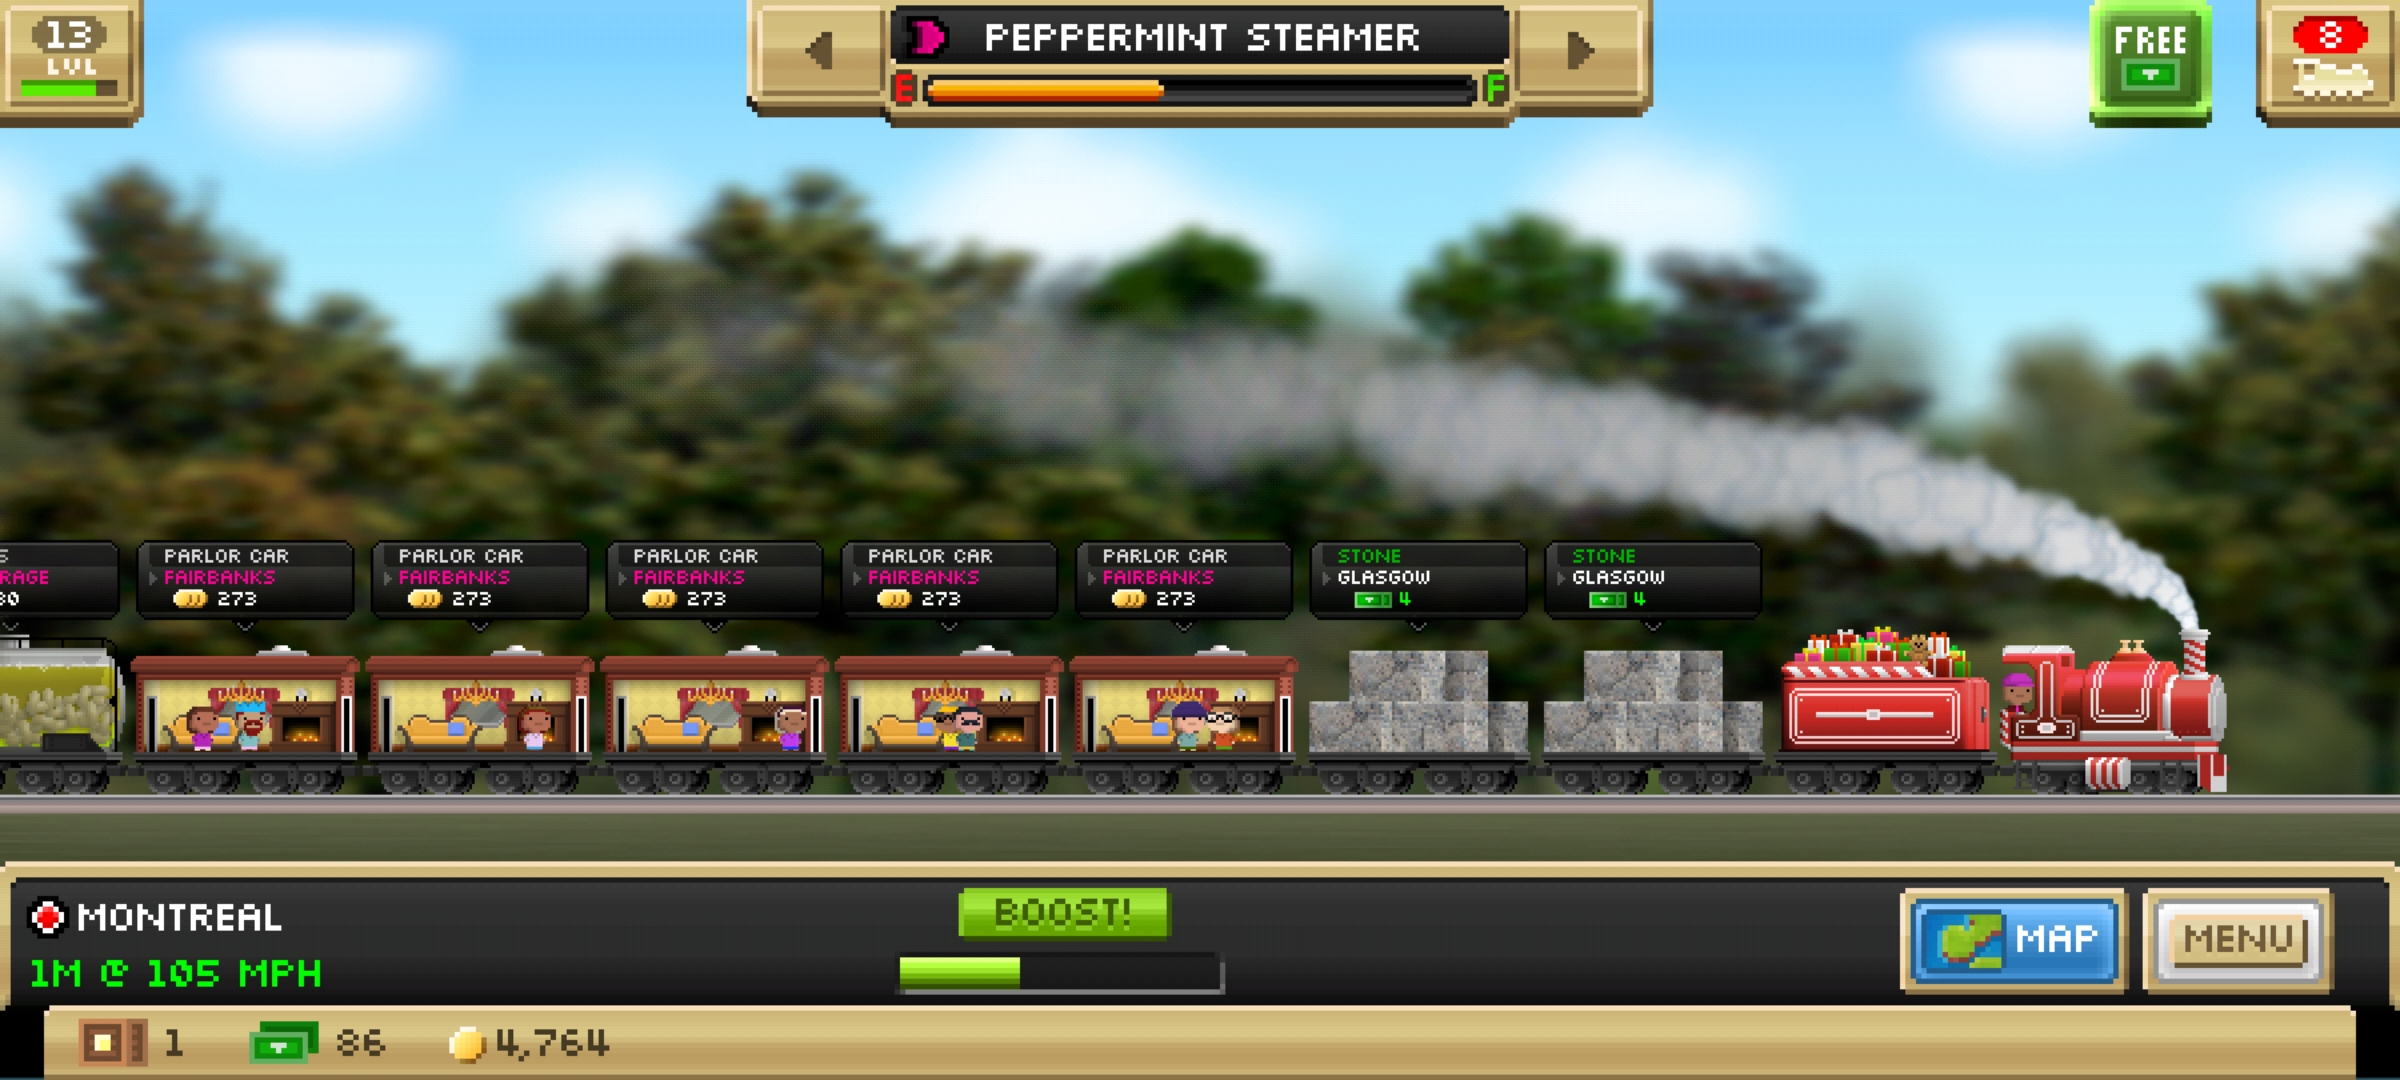 13
LVL
PEPPERMINT STEAMER
E F
FREE
8
S
RAGE
30
PARLOR CAR
FAIRBANKS
273
PARLOR CAR
FAIRBANKS
273
PARLOR CAR
FAIRBANKS
273
PARLOR CAR
FAIRBANKS
273
PARLOR CAR
FAIRBANKS
273
STONE
GLASGOW
4
STONE
GLASGOW
4
MONTREAL
1M @ 105 MPH
BOOST!
MAP
MENU
1
86
4,764